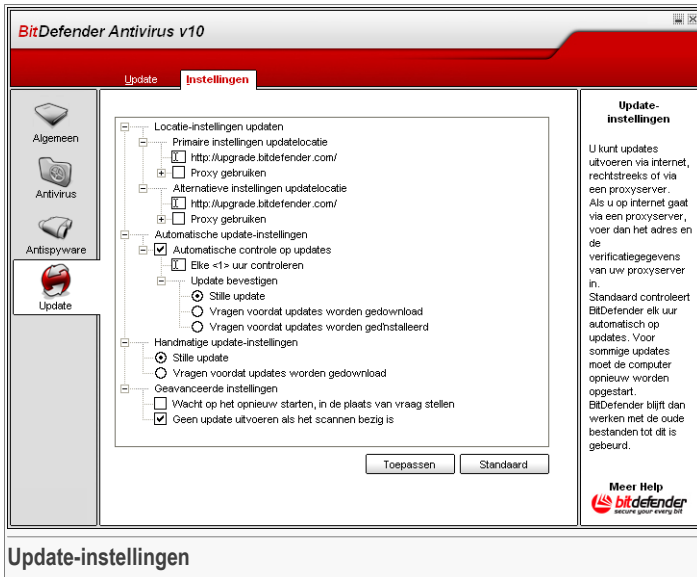 BitDefender Antivirus v10
Update
Instellingen
Algemeen
Antivirus
Antispyware
Update
Locatie-instellingen updaten
Primaire instellingen updatelocatie
http://upgrade.bitdefender.com/
Proxy gebruiken
Alternatieve instellingen updatelocatie
http://upgrade.bitdefender.com/
Proxy gebruiken
Automatische update-instellingen
Automatische controle op updates
Elke <1> uur controleren
Update bevestigen
Stille update
Vragen voordat updates worden gedownload
Vragen voordat updates worden ged'nstalleerd
Handmatige update-instellingen
Stille update
Vragen voordat updates worden gedownload
Geavanceerde instellingen
Wacht op het opnieuw starten, in de plaats van vraag stellen
Geen update uitvoeren als het scannen bezig is
Toepassen
Standaard
Update-
instellingen
U kunt updates
uitvoeren via internet,
rechtstreeks of via
een proxyserver.
Als u op internet gaat
via een proxyserver,
voer dan het adres en
de
verificatiegegevens
van uw proxyserver
in.
Standaard controleert
BitDefender elk uur
automatisch op
updates. Voor
sommige updates
moet de computer
opnieuw worden
opgestart.
BitDefender blijft dan
werken met de oude
bestanden tot dit is
gebeurd.
Meer Help
bitdefender
secure your every bit
Update-instellingen